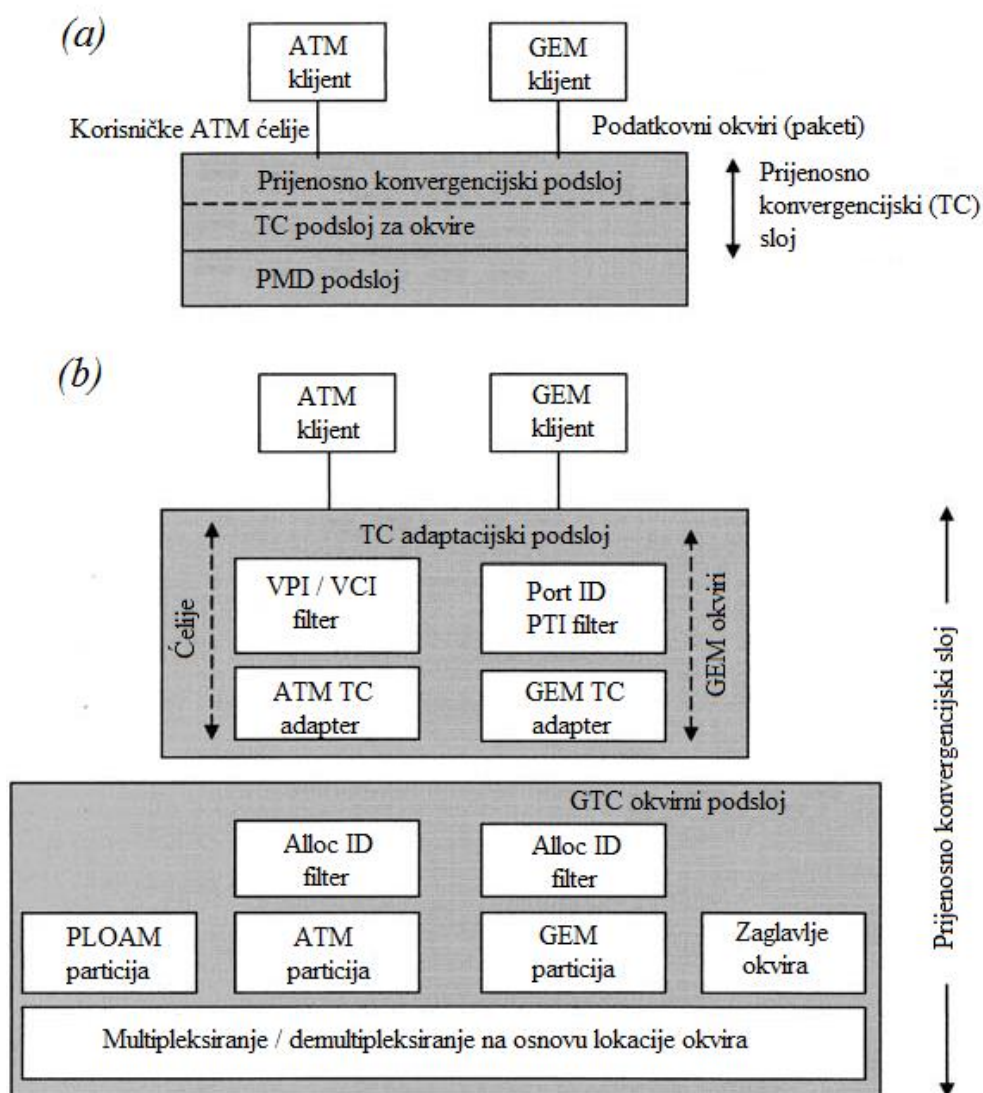 (a)
ATM
klijent
GEM
klijent
Korisničke ATM ćelije
Podatkovni okviri (paketi)
Prijenosno konvergencijski podsloj
TC podsloj za okvire
PMD podsloj
Prijenosno
konvergencijski (TC)
sloj
(b)
ATM
klijent
GEM
klijent
TC adaptacijski podsloj
Ćelije
VPI / VCI
filter
Port ID
PTI filter
ATM TC
adapter
GEM TC
adapter
GEM okviri
GTC okvirni podsloj
Alloc ID
filter
Alloc ID
filter
PLOAM
particija
ATM
particija
GEM
particija
Zaglavlje
okvira
Multipleksiranje / demultipleksiranje na osnovu lokacije okvira
Prijenosno konvergencijski sloj